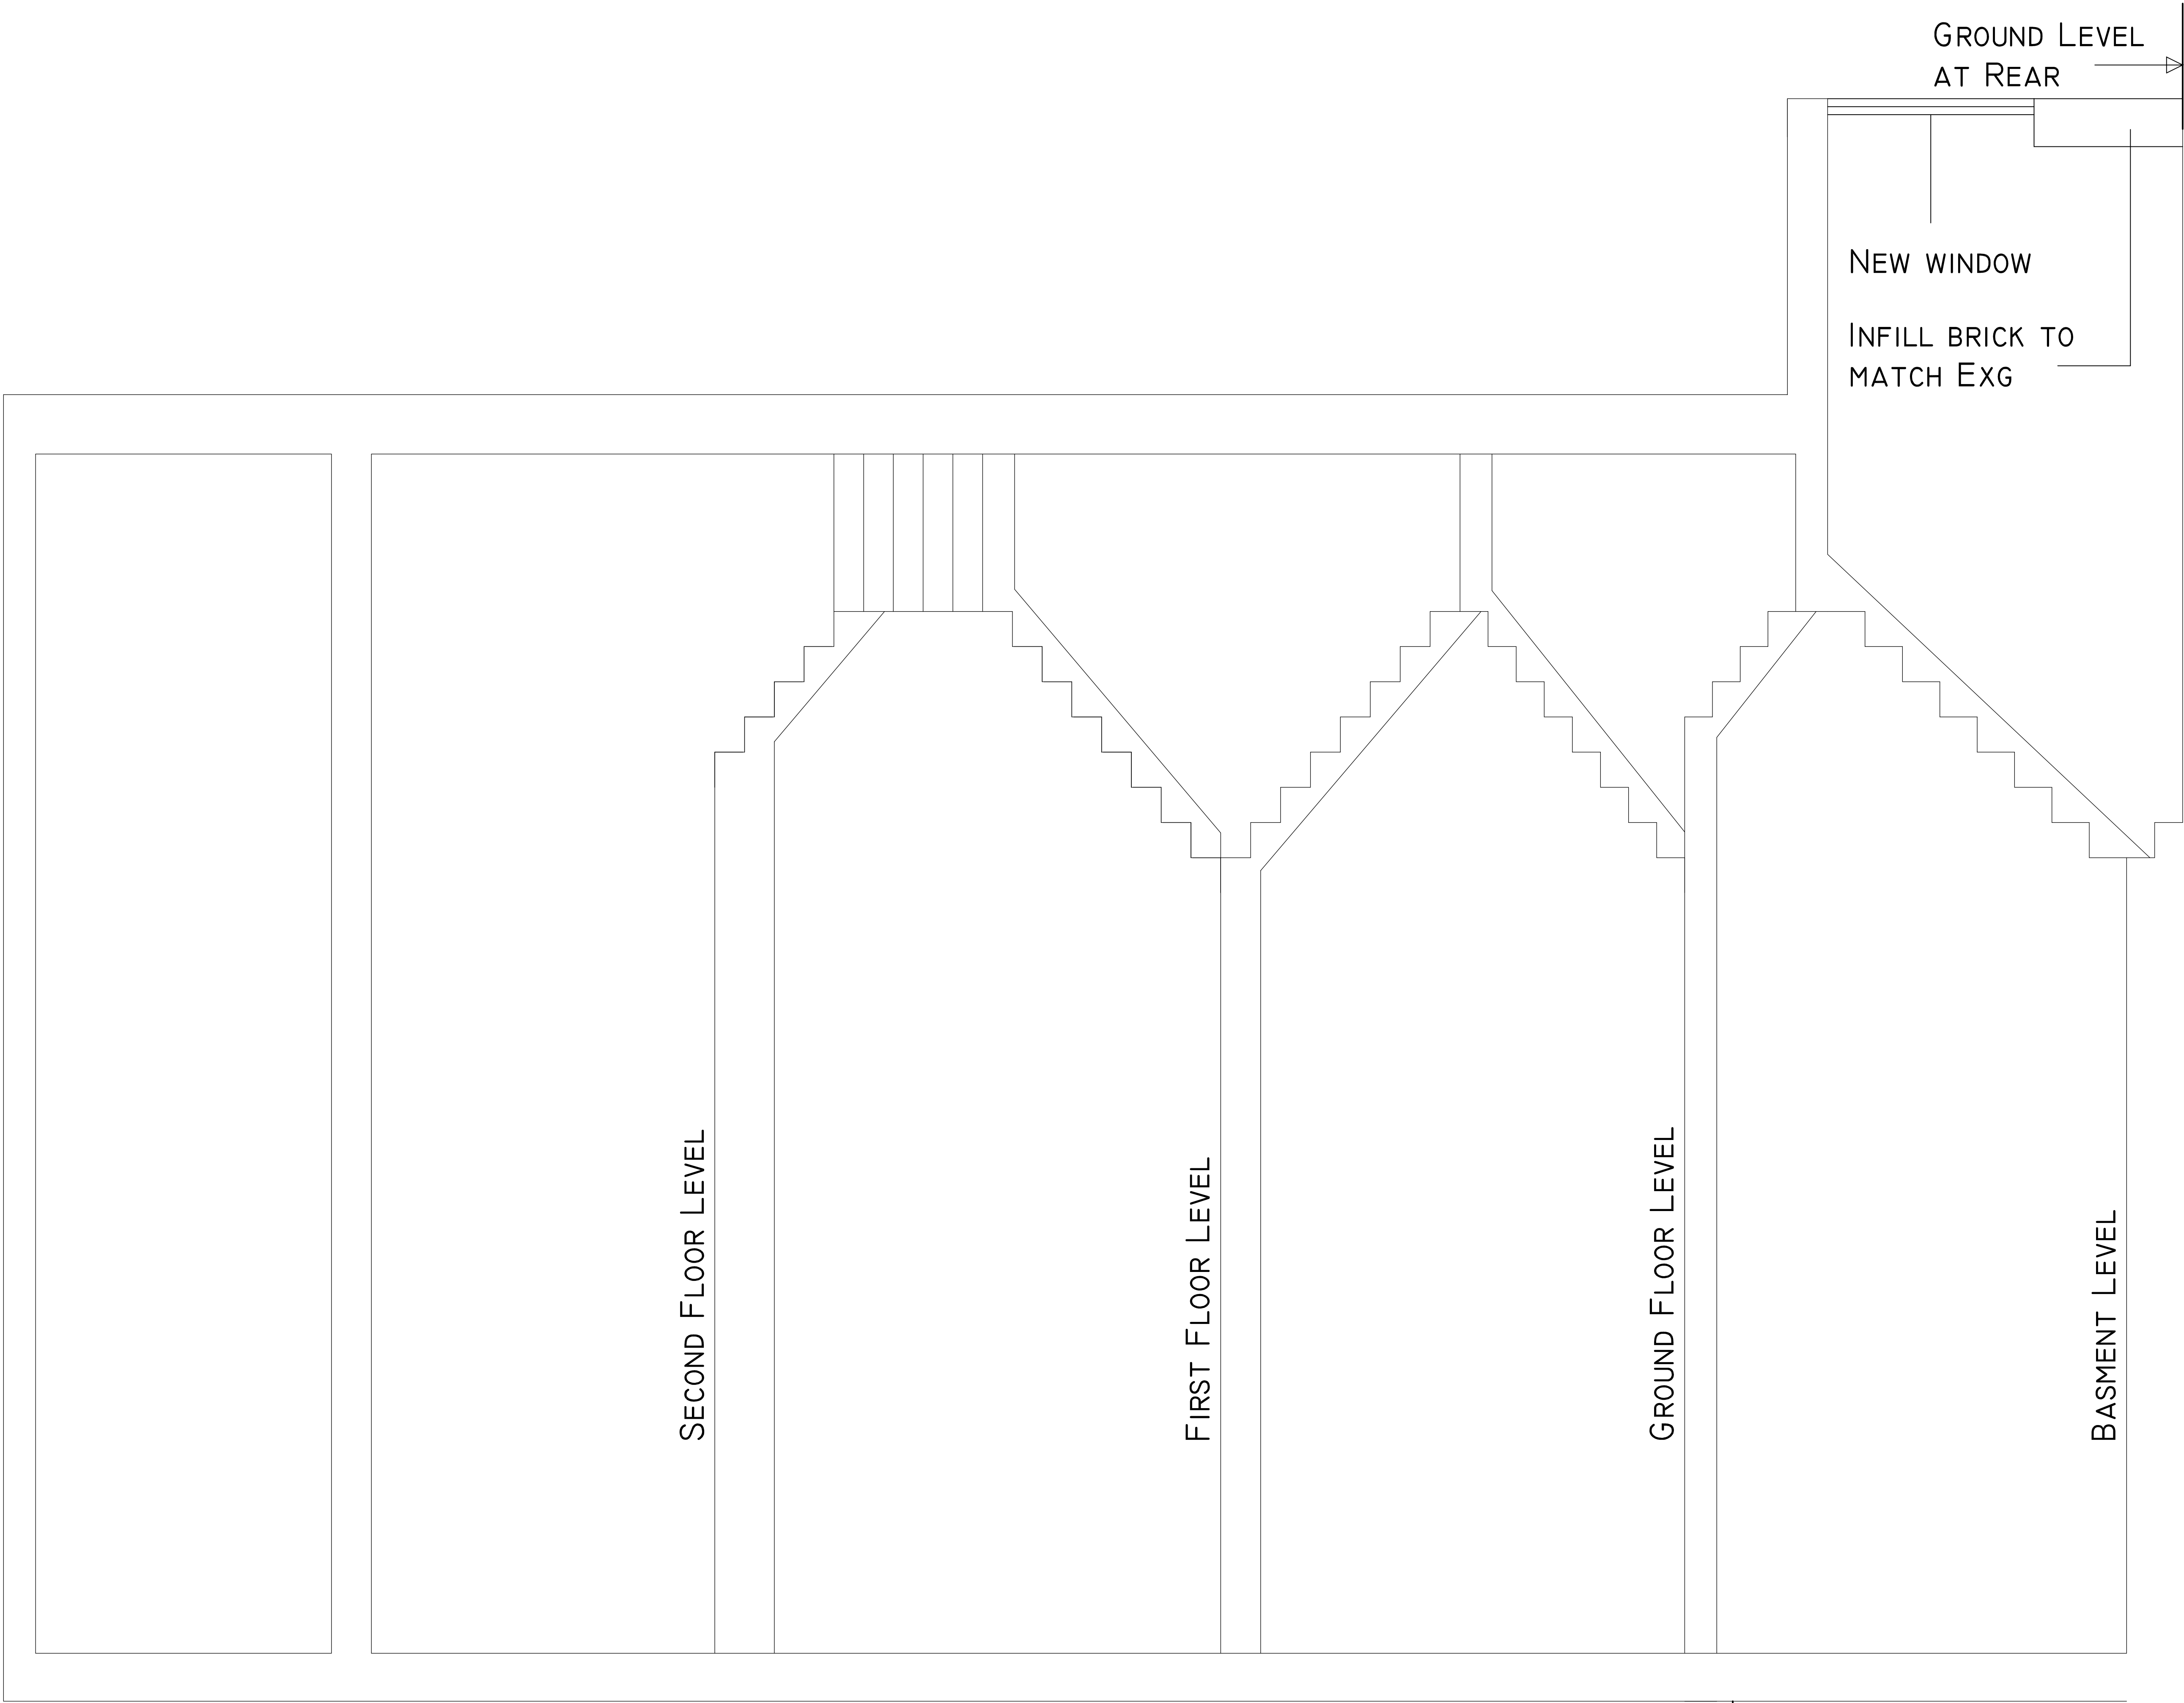 Ground Level
at Rear
New window
Infill brick to
match Exg
Second Floor Level
First Floor Level
Ground Floor Level
Basment Level